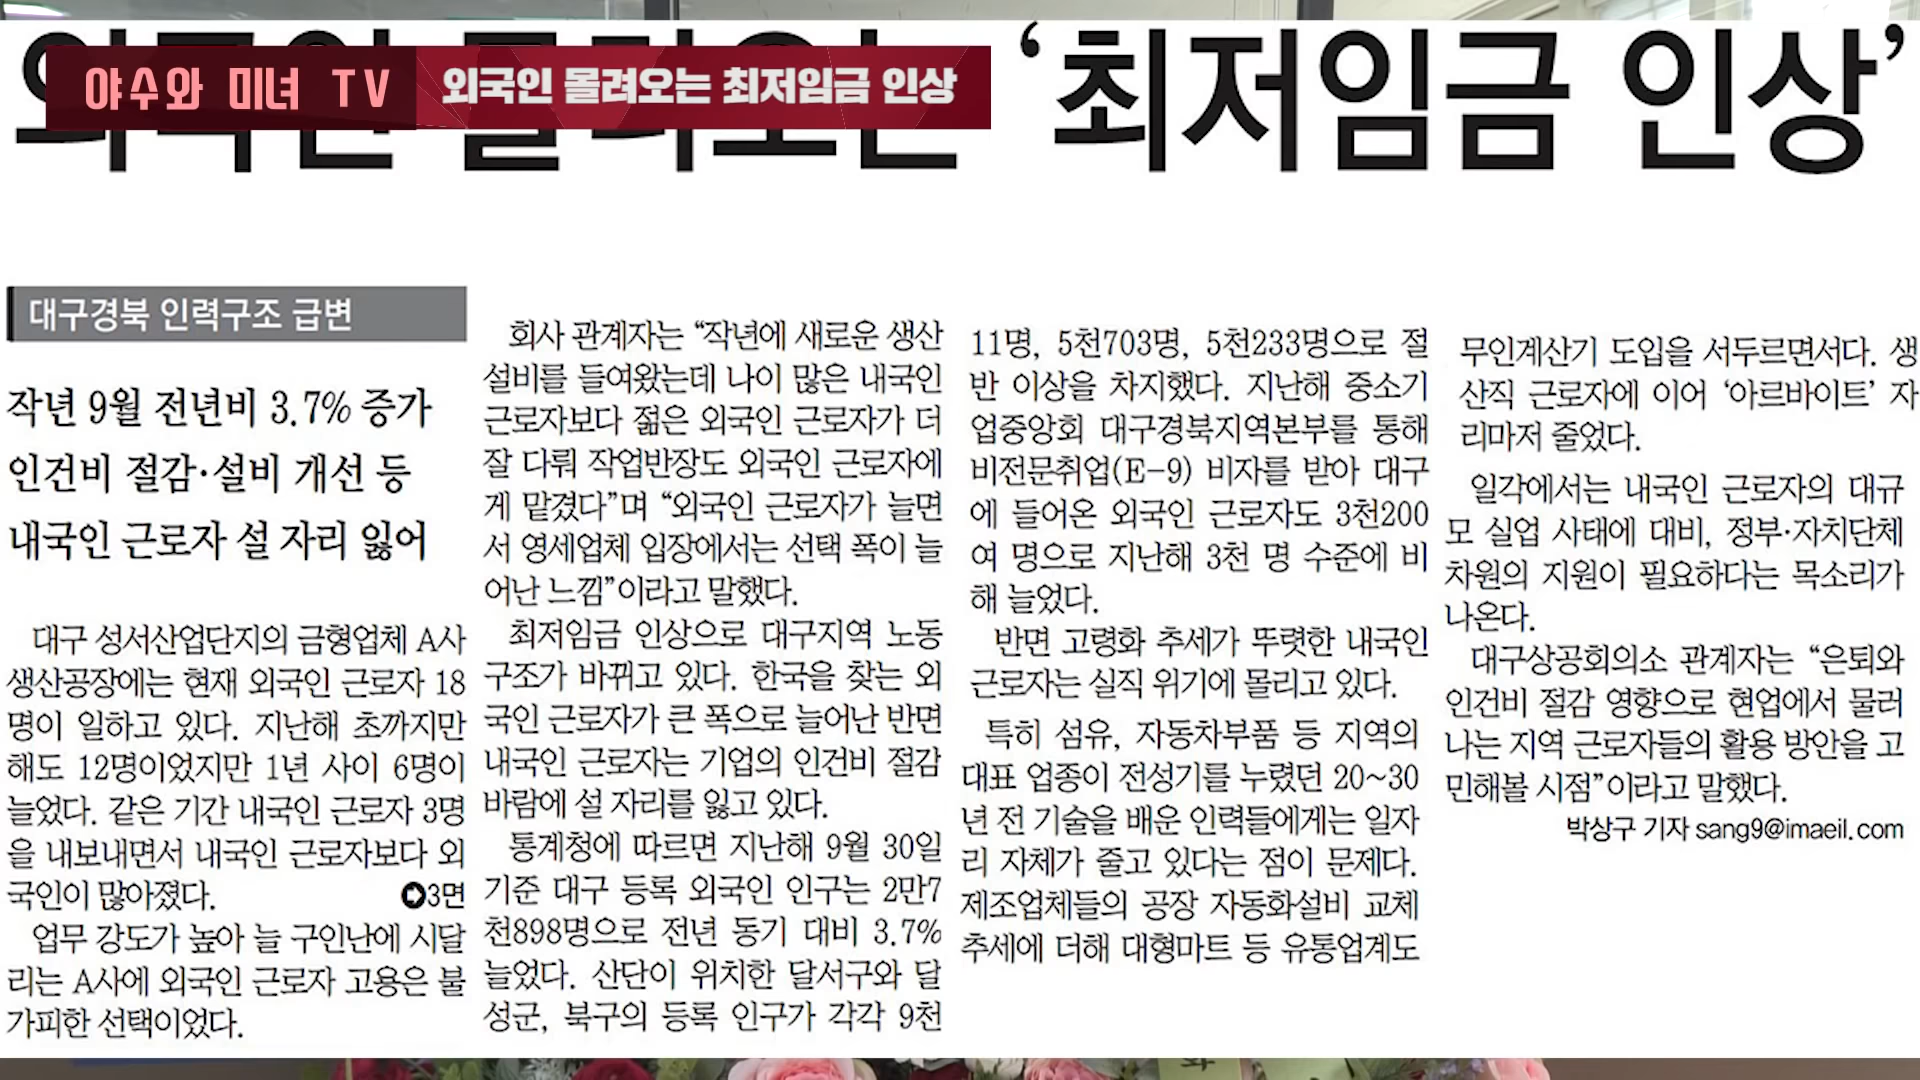 외국인 몰려오는 ‘최저임금 인상’
야수와 미녀 TV
외국인 몰려오는 최저임금 인상
대구경북 인력구조 급변
작년 9월 전년비 3.7% 증가
인건비 절감·설비 개선 등
내국인 근로자 설 자리 잃어
대구 성서산업단지의 금형업체 A사
생산공장에는 현재 외국인 근로자 18
명이 일하고 있다. 지난해 초까지만
해도 12명이었지만 1년 사이 6명이
늘었다. 같은 기간 내국인 근로자 3명
을 내보내면서 내국인 근로자보다 외
국인이 많아졌다. ➲3면
업무 강도가 높아 늘 구인난에 시달
리는 A사에 외국인 근로자 고용은 불
가피한 선택이었다.
회사 관계자는 “작년에 새로운 생산
설비를 들여왔는데 나이 많은 내국인
근로자보다 젊은 외국인 근로자가 더
잘 다뤄 작업반장도 외국인 근로자에
게 맡겼다”며 “외국인 근로자가 늘면
서 영세업체 입장에서는 선택 폭이 늘
어난 느낌”이라고 말했다.
최저임금 인상으로 대구지역 노동
구조가 바뀌고 있다. 한국을 찾는 외
국인 근로자가 큰 폭으로 늘어난 반면
내국인 근로자는 기업의 인건비 절감
바람에 설 자리를 잃고 있다.
통계청에 따르면 지난해 9월 30일
기준 대구 등록 외국인 인구는 2만7
천898명으로 전년 동기 대비 3.7%
늘었다. 산단이 위치한 달서구와 달
성군, 북구의 등록 인구가 각각 9천
11명, 5천703명, 5천233명으로 절
반 이상을 차지했다. 지난해 중소기
업중앙회 대구경북지역본부를 통해
비전문취업(E-9) 비자를 받아 대구
에 들어온 외국인 근로자도 3천200
여 명으로 지난해 3천 명 수준에 비
해 늘었다.
반면 고령화 추세가 뚜렷한 내국인
근로자는 실직 위기에 몰리고 있다.
특히 섬유, 자동차부품 등 지역의
대표 업종이 전성기를 누렸던 20~30
년 전 기술을 배운 인력들에게는 일자
리 자체가 줄고 있다는 점이 문제다.
제조업체들의 공장 자동화설비 교체
추세에 더해 대형마트 등 유통업계도
무인계산기 도입을 서두르면서다. 생
산직 근로자에 이어 ‘아르바이트’ 자
리마저 줄었다.
일각에서는 내국인 근로자의 대규
모 실업 사태에 대비, 정부·자치단체
차원의 지원이 필요하다는 목소리가
나온다.
대구상공회의소 관계자는 “은퇴와
인건비 절감 영향으로 현업에서 물러
나는 지역 근로자들의 활용 방안을 고
민해볼 시점”이라고 말했다.
박상구 기자 sang9@imaeil.com